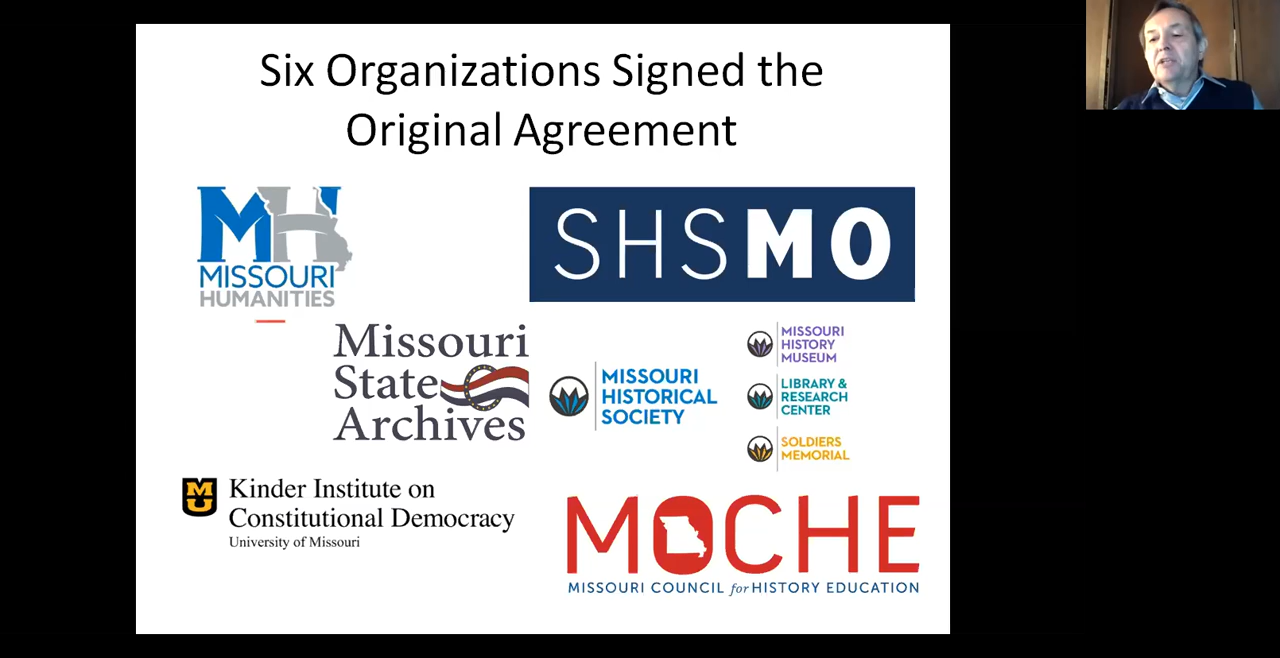 Six Organizations Signed the
Original Agreement
MH
MISSOURI
HUMANITIES
SHSMO
Missouri
State
Archives
MISSOURI
HISTORICAL
SOCIETY
MISSOURI
HISTORY
MUSEUM
LIBRARY &
RESEARCH
CENTER
SOLDIERS
MEMORIAL
MU
Kinder Institute on
Constitutional Democracy
University of Missouri
MOCHE
MISSOURI COUNCIL for HISTORY EDUCATION